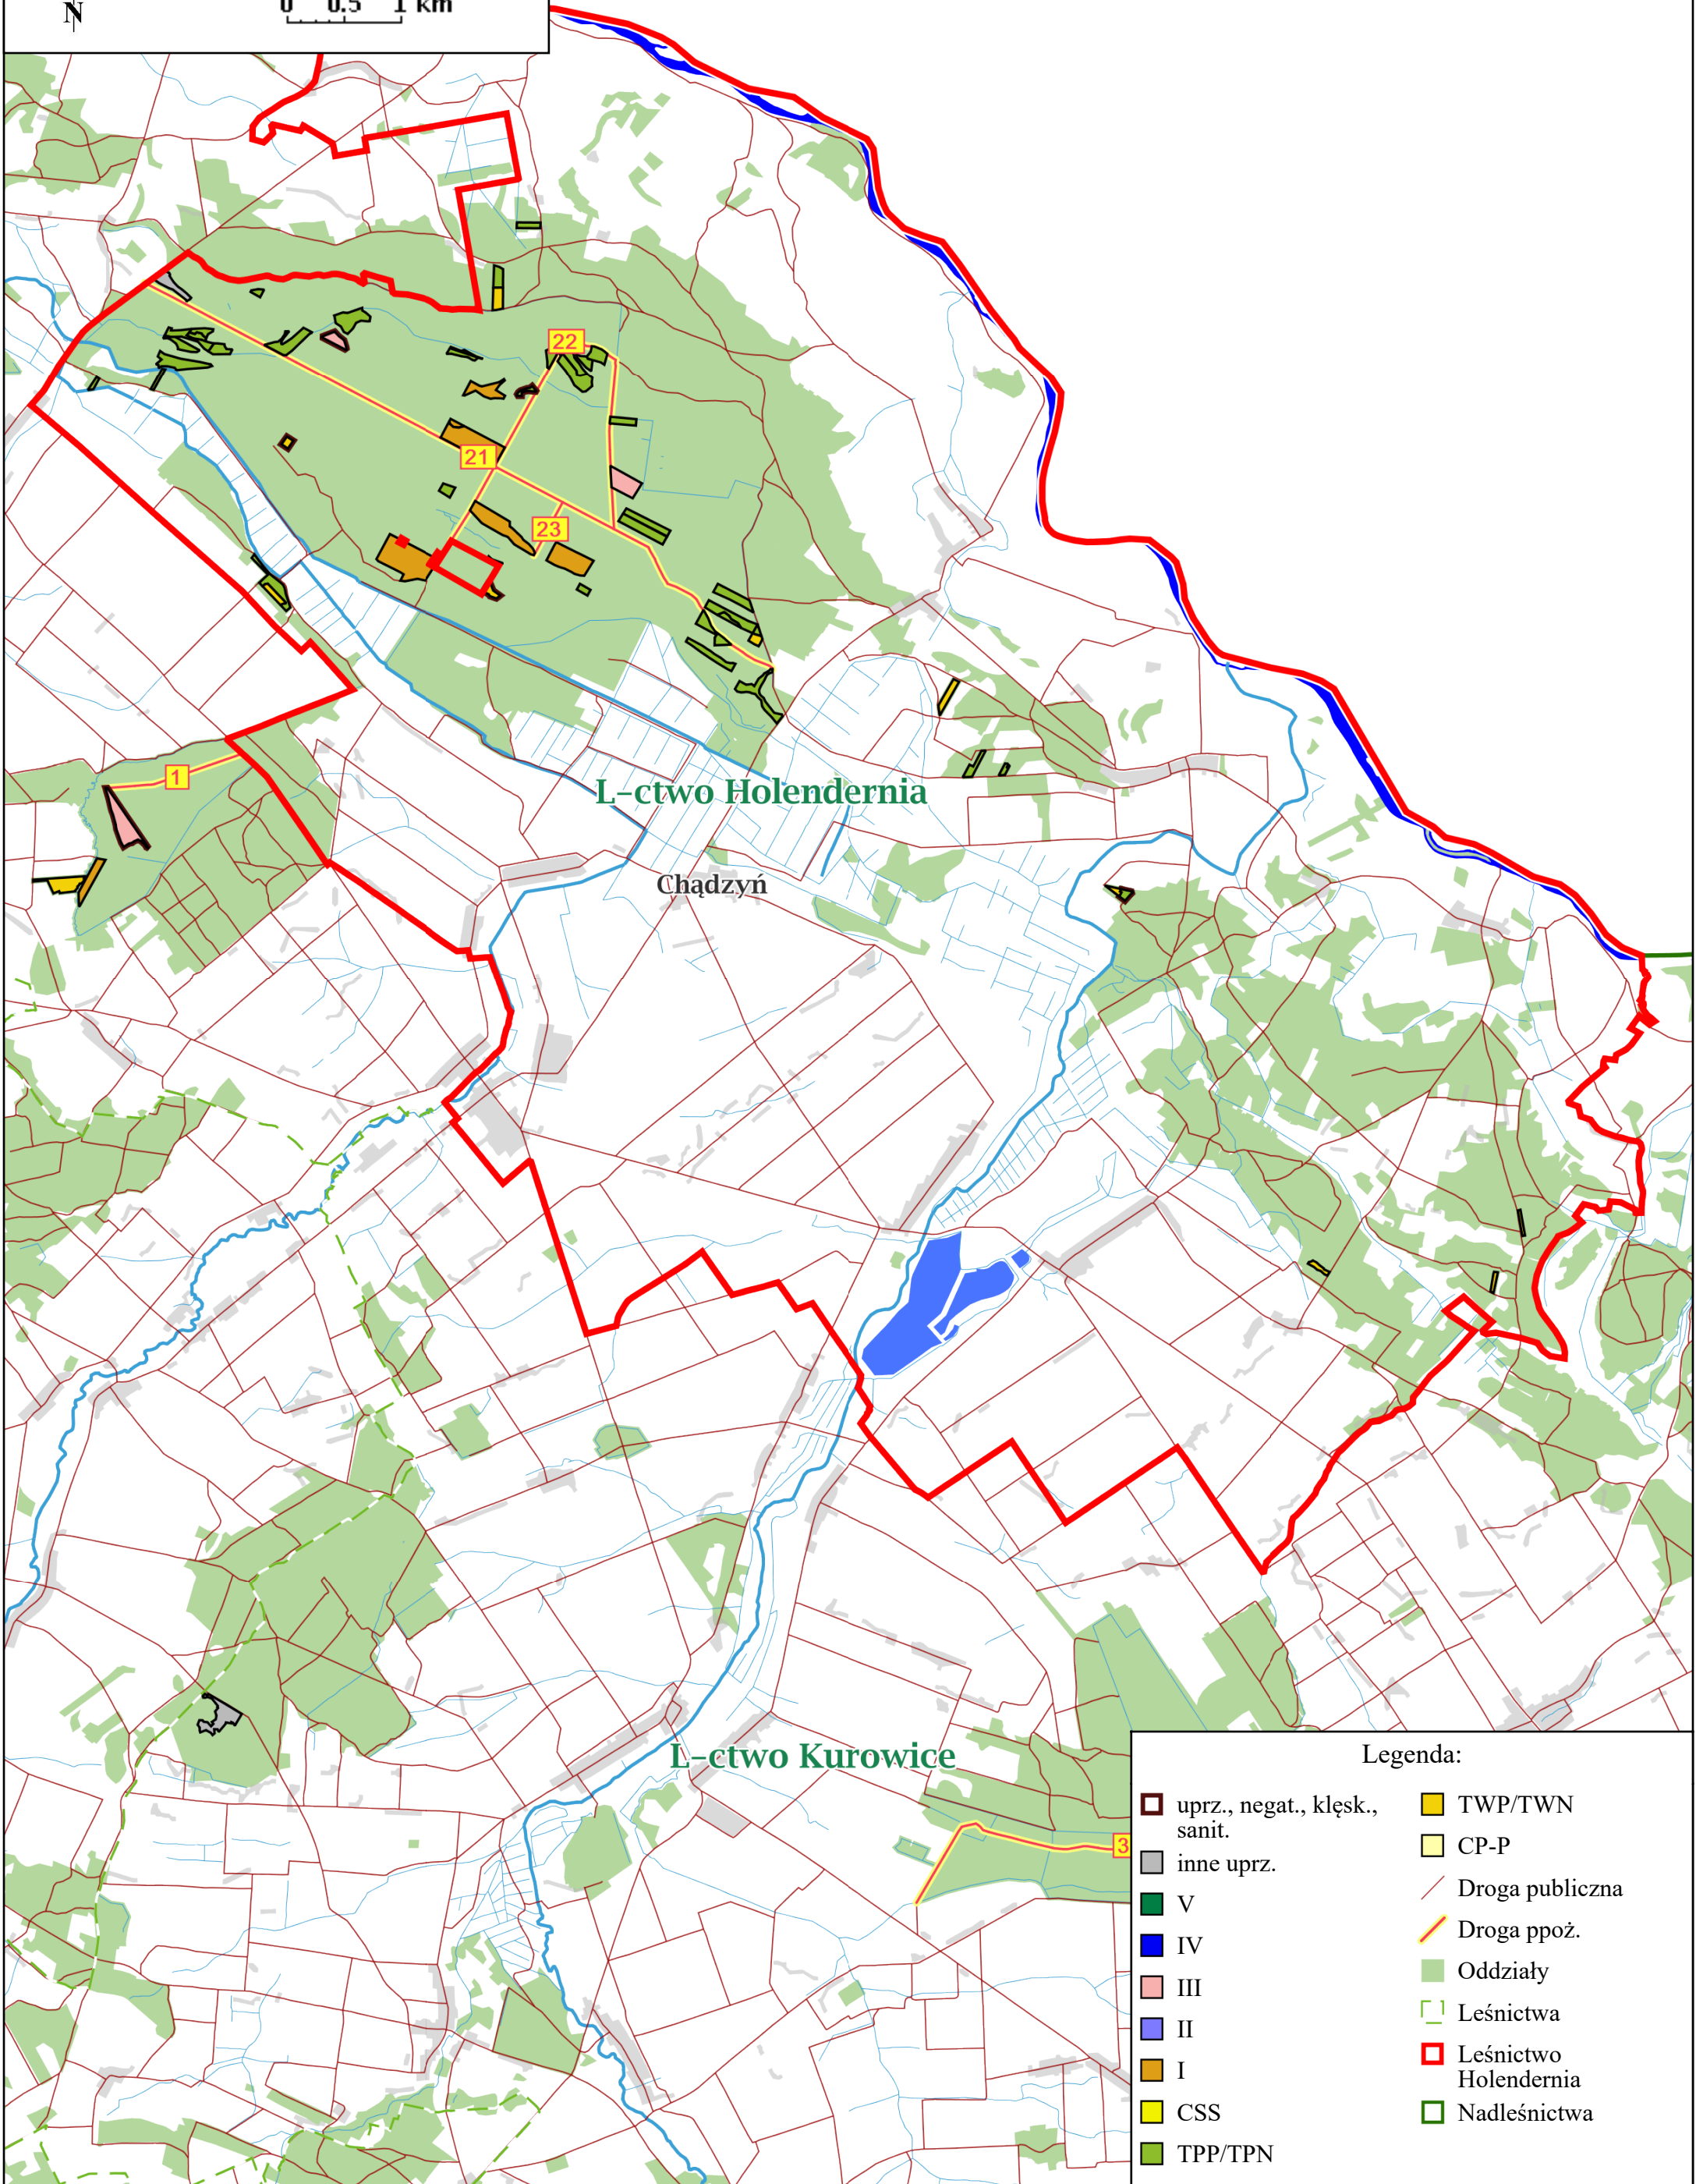 N
0 0.5 1 km
22
21
23
1
L–ctwo Holendernia
Chądzyń
L–ctwo Kurowice
3
Legenda:
uprz., negat., klęsk.,
sanit.
inne uprz.
V
IV
III
II
I
CSS
TPP/TPN
TWP/TWN
CP-P
Droga publiczna
Droga ppoż.
Oddziały
Leśnictwa
Leśnictwo
Holendernia
Nadleśnictwa